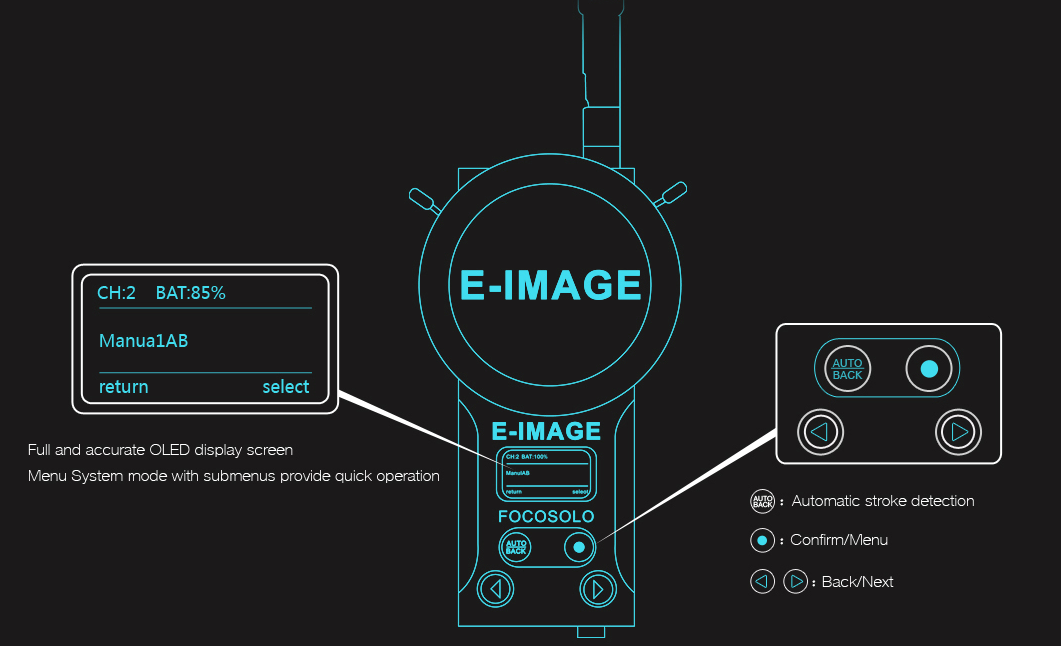 E-IMAGE
CH:2 BAT:85%
Manua1AB
return select
Full and accurate OLED display screen
Menu System mode with submenus provide quick operation
E-IMAGE
CH:2 BAT:100%
ManulAB
return select
FOCOSOLO
AUTO
BACK
AUTO
BACK
AUTO
BACK
: Automatic stroke detection
: Confirm/Menu
: Back/Next